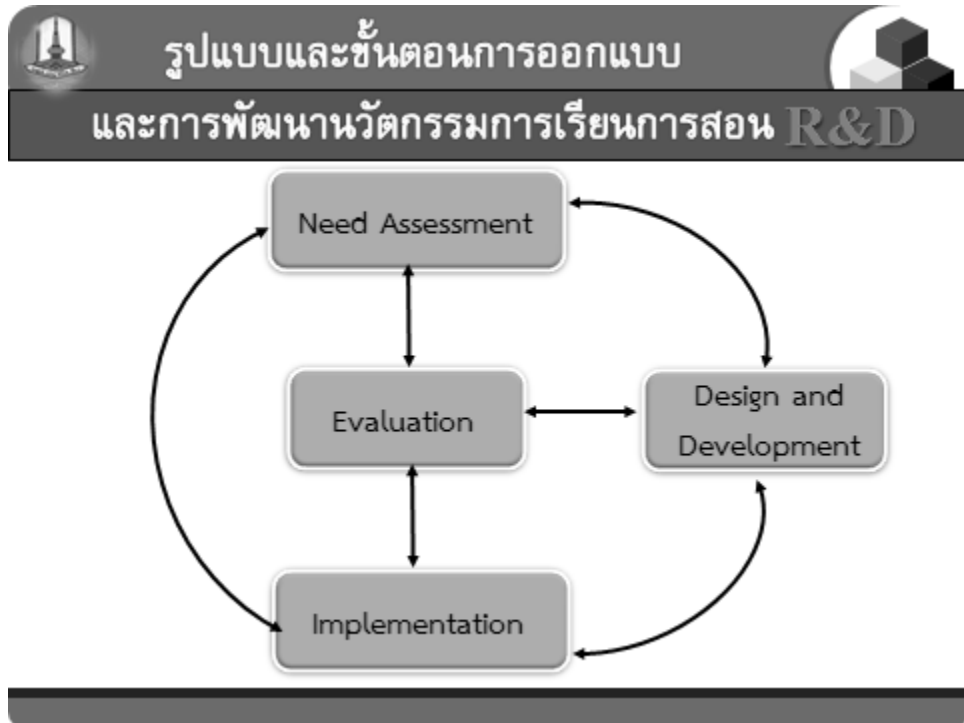 รูปแบบและขั้นตอนการออกแบบ
และการพัฒนานวัตกรรมการเรียนการสอน R&D
Need Assessment
Evaluation
Design and
Development
Implementation